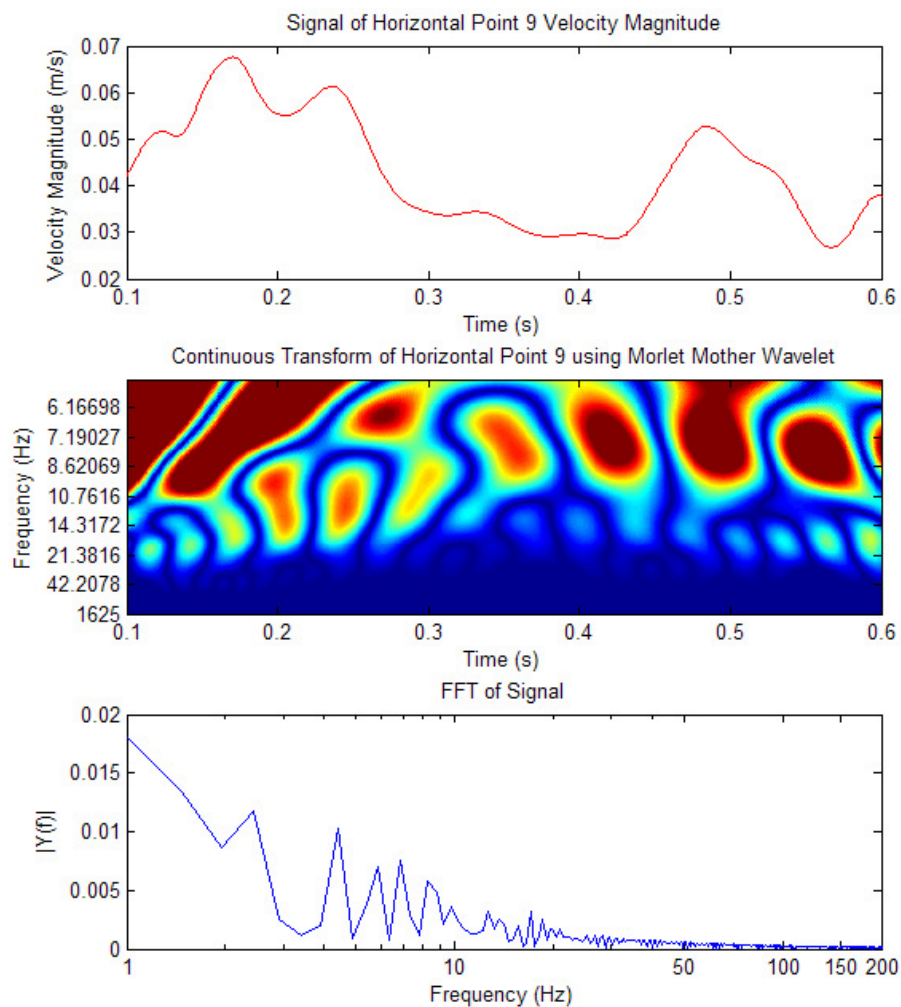 Signal of Horizontal Point 9 Velocity Magnitude
Velocity Magnitude (m/s)
0.07
0.06
0.05
0.04
0.03
0.02
0.1 0.2 0.3 0.4 0.5 0.6
Time (s)
Continuous Transform of Horizontal Point 9 using Morlet Mother Wavelet
Frequency (Hz)
6.16698
7.19027
8.62069
10.7616
14.3172
21.3816
42.2078
1625
0.1 0.2 0.3 0.4 0.5 0.6
Time (s)
FFT of Signal
|Y(f)|
0.02
0.015
0.01
0.005
0
1 10 50 100 150 200
Frequency (Hz)